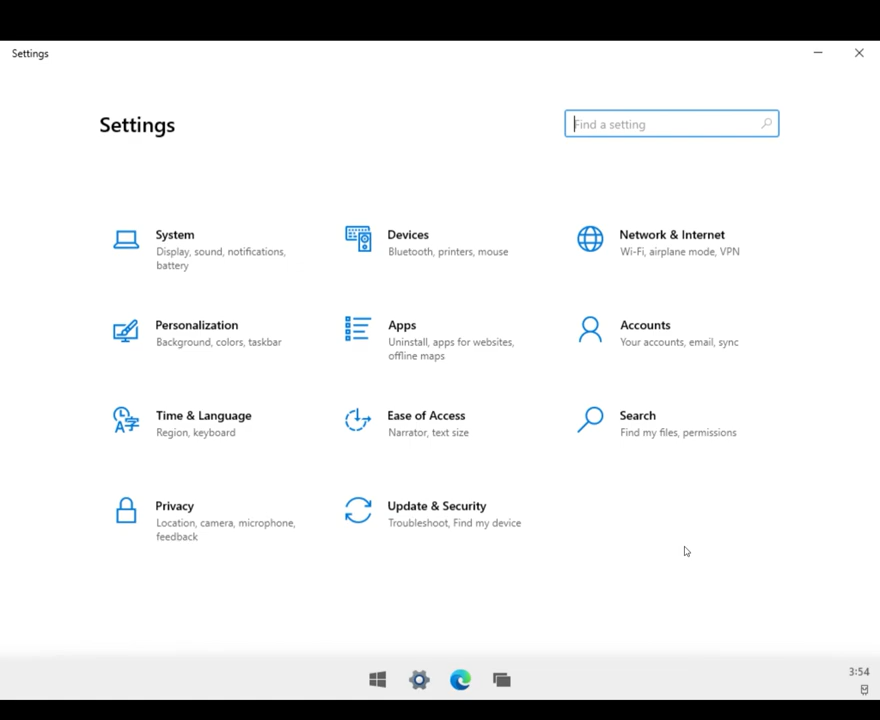 Settings
Settings
Find a setting
System
Display, sound, notifications,
battery
Devices
Bluetooth, printers, mouse
Network & Internet
Wi-Fi, airplane mode, VPN
Personalization
Background, colors, taskbar
Apps
Uninstall, apps for websites,
offline maps
Accounts
Your accounts, email, sync
Time & Language
Region, keyboard
Ease of Access
Narrator, text size
Search
Find my files, permissions
Privacy
Location, camera, microphone,
feedback
Update & Security
Troubleshoot, Find my device
3:54